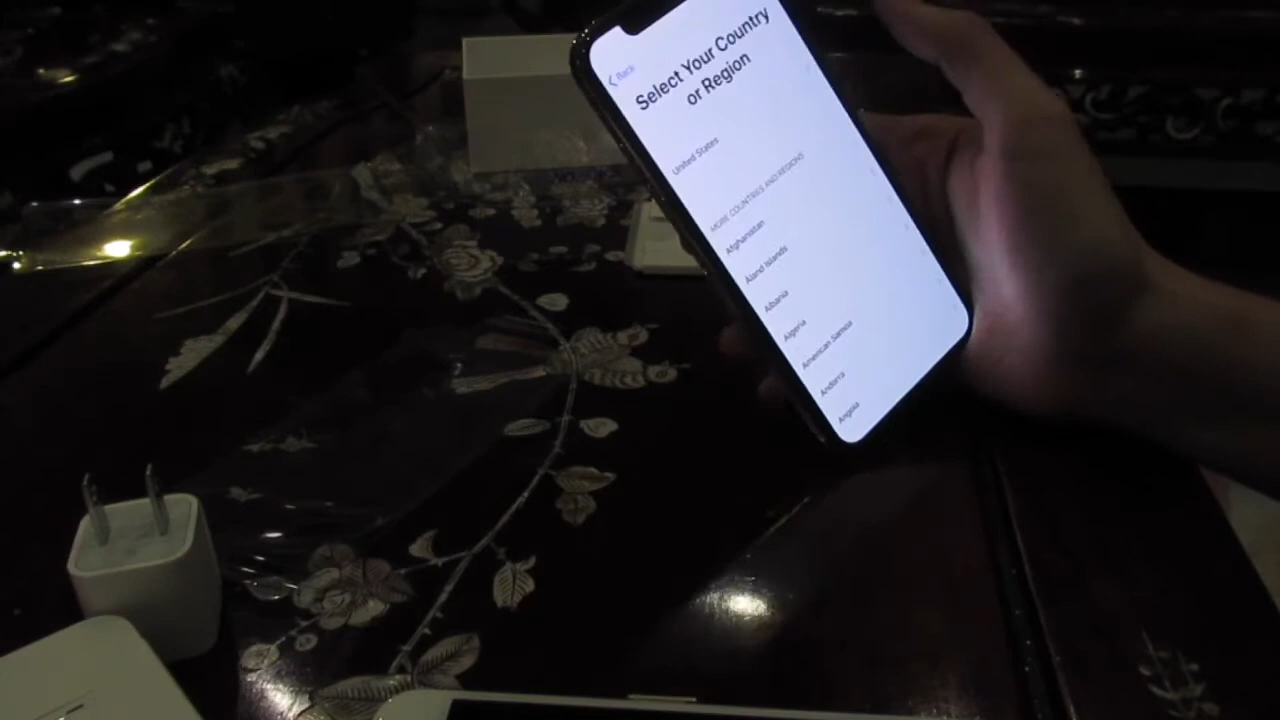 Back
Select Your Country
or Region
United States
MORE COUNTRIES AND REGIONS
Afghanistan
Åland Islands
Albania
Algeria
American Samoa
Andorra
Anguilla